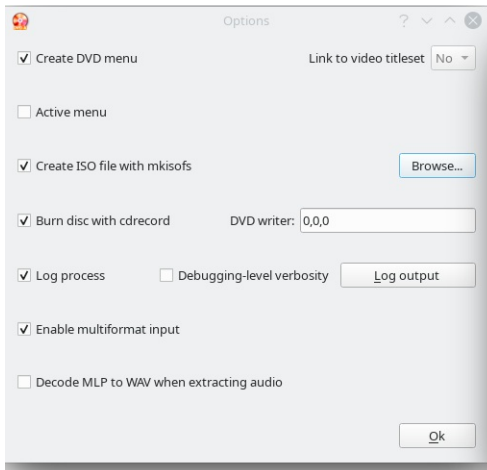 Options ?
Create DVD menu Link to video titleset No
Active menu
Create ISO file with mkisofs Browse...
Burn disc with cdrecord DVD writer: 0,0,0
Log process Debugging-level verbosity Log output
Enable multiformat input
Decode MLP to WAV when extracting audio
Ok